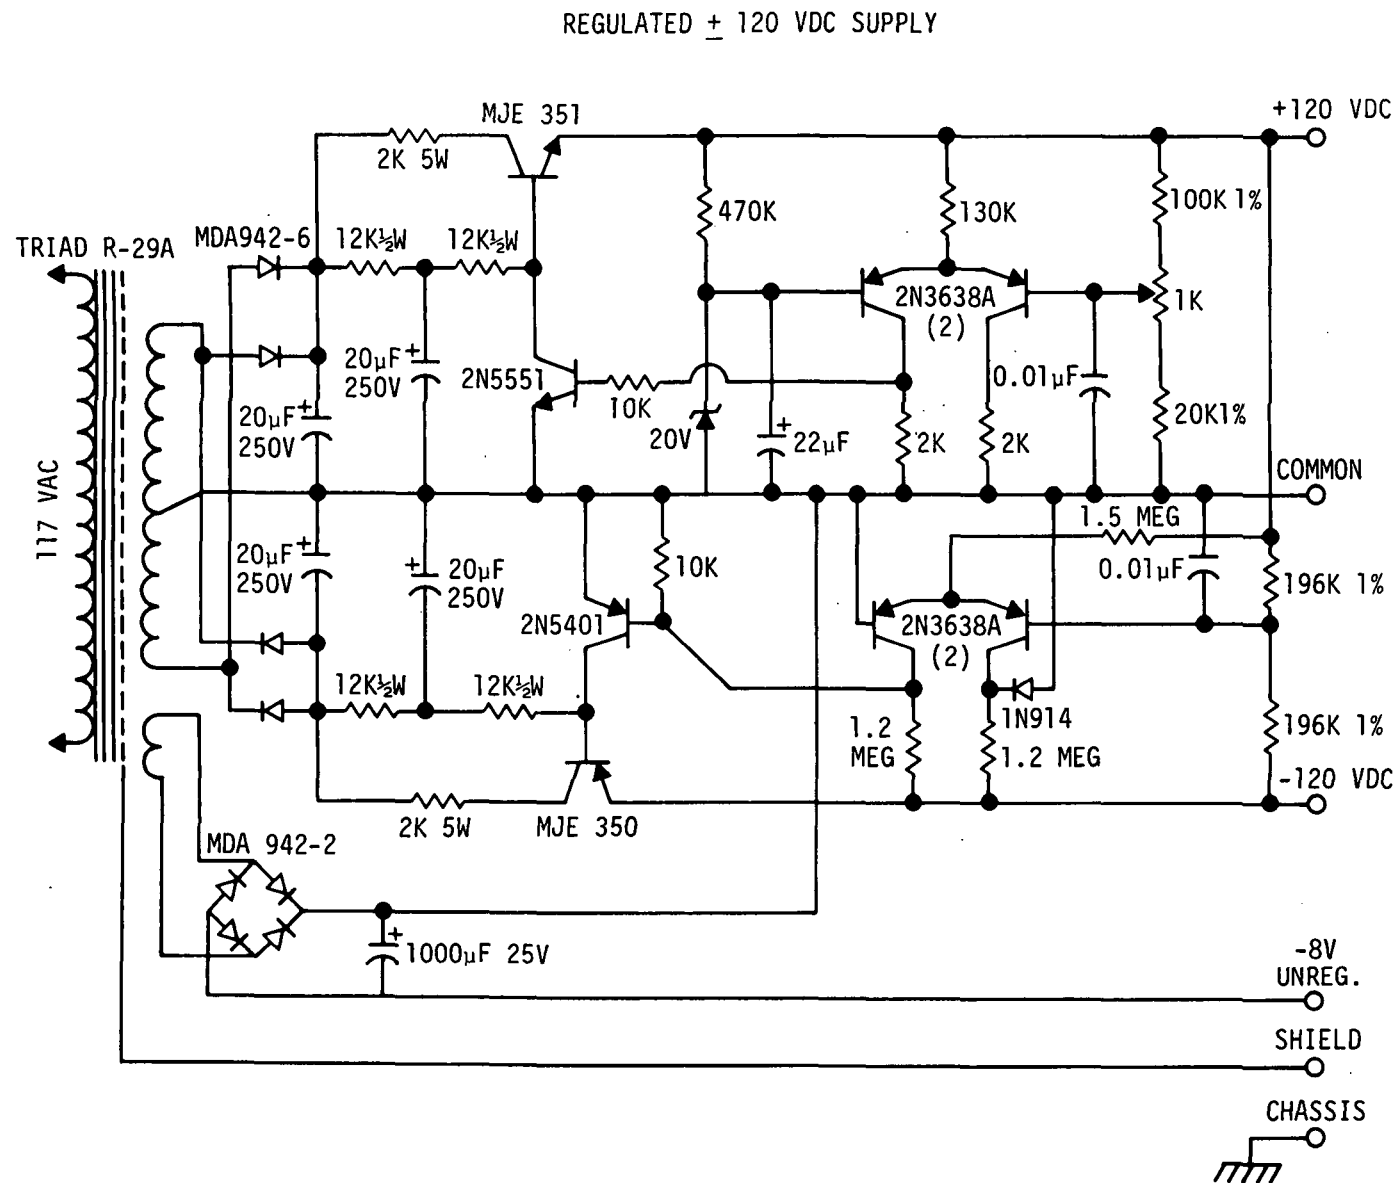 REGULATED ± 120 VDC SUPPLY
MJE 351
+120 VDC
2K 5W
470K
130K
100K 1%
TRIAD R-29A
MDA942-6
12K½W
12K½W
2N3638A
(2)
1K
20µF
250V
+
2N5551
10K
0.01µF
20µF
250V
+
20V
+
22µF
2K
2K
20K1%
117 VAC
COMMON
1.5 MEG
20µF
250V
+
+
20µF
250V
10K
0.01µF
196K 1%
2N5401
2N3638A
(2)
12K½W
12K½W
1N914
1.2
MEG
1.2 MEG
196K 1%
-120 VDC
2K 5W
MJE 350
MDA 942-2
+
1000µF 25V
-8V
UNREG.
SHIELD
CHASSIS